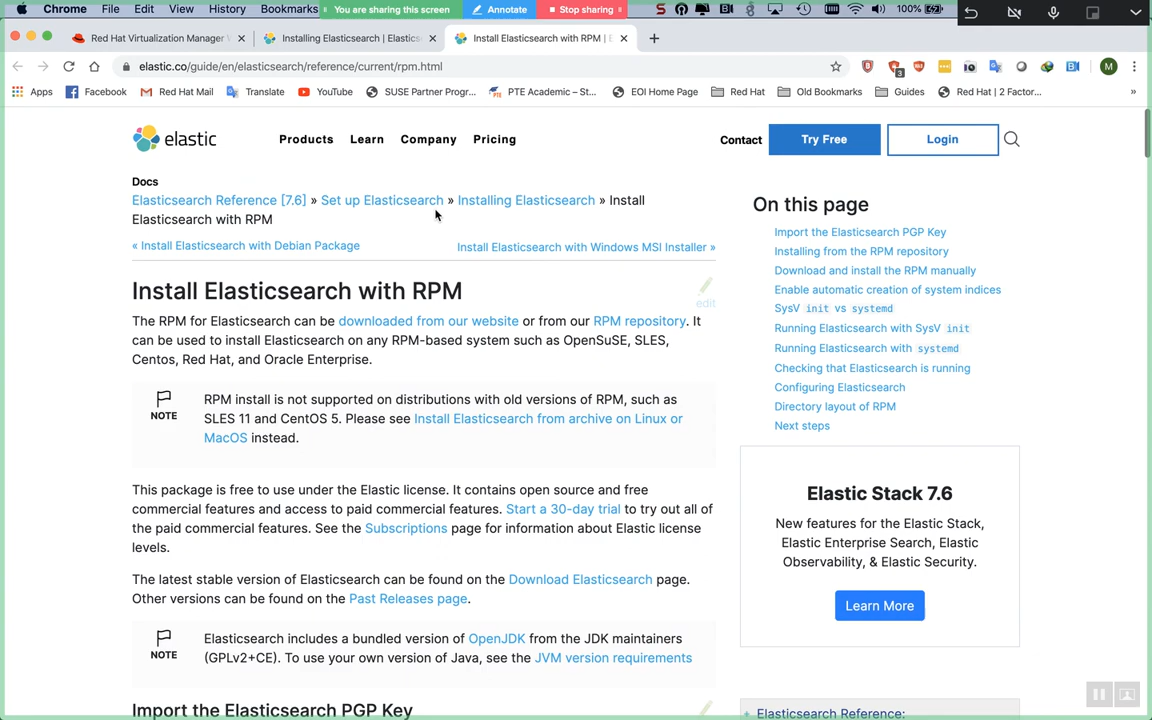 Chrome File Edit View History Bookmarks
You are sharing this screen Annotate Stop sharing
100%
Red Hat Virtualization Manager
Installing Elasticsearch | Elastics
Install Elasticsearch with RPM | E
elastic.co/guide/en/elasticsearch/reference/current/rpm.html
3
M
Apps Facebook Red Hat Mail Translate YouTube SUSE Partner Progr... PTE Academic – St... EOI Home Page Red Hat Old Bookmarks Guides Red Hat | 2 Factor... »
elastic
Products Learn Company Pricing
Contact Try Free Login
Docs
Elasticsearch Reference [7.6] » Set up Elasticsearch » Installing Elasticsearch » Install
Elasticsearch with RPM
« Install Elasticsearch with Debian Package
Install Elasticsearch with Windows MSI Installer »
Install Elasticsearch with RPM
edit
The RPM for Elasticsearch can be downloaded from our website or from our RPM repository. It
can be used to install Elasticsearch on any RPM-based system such as OpenSuSE, SLES,
Centos, Red Hat, and Oracle Enterprise.
NOTE
RPM install is not supported on distributions with old versions of RPM, such as
SLES 11 and CentOS 5. Please see Install Elasticsearch from archive on Linux or
MacOS instead.
This package is free to use under the Elastic license. It contains open source and free
commercial features and access to paid commercial features. Start a 30-day trial to try out all of
the paid commercial features. See the Subscriptions page for information about Elastic license
levels.
The latest stable version of Elasticsearch can be found on the Download Elasticsearch page.
Other versions can be found on the Past Releases page.
NOTE
Elasticsearch includes a bundled version of OpenJDK from the JDK maintainers
(GPLv2+CE). To use your own version of Java, see the JVM version requirements
Import the Elasticsearch PGP Key
On this page
Import the Elasticsearch PGP Key
Installing from the RPM repository
Download and install the RPM manually
Enable automatic creation of system indices
SysV init vs systemd
Running Elasticsearch with SysV init
Running Elasticsearch with systemd
Checking that Elasticsearch is running
Configuring Elasticsearch
Directory layout of RPM
Next steps
Elastic Stack 7.6
New features for the Elastic Stack,
Elastic Enterprise Search, Elastic
Observability, & Elastic Security.
Learn More
+ Elasticsearch Reference: